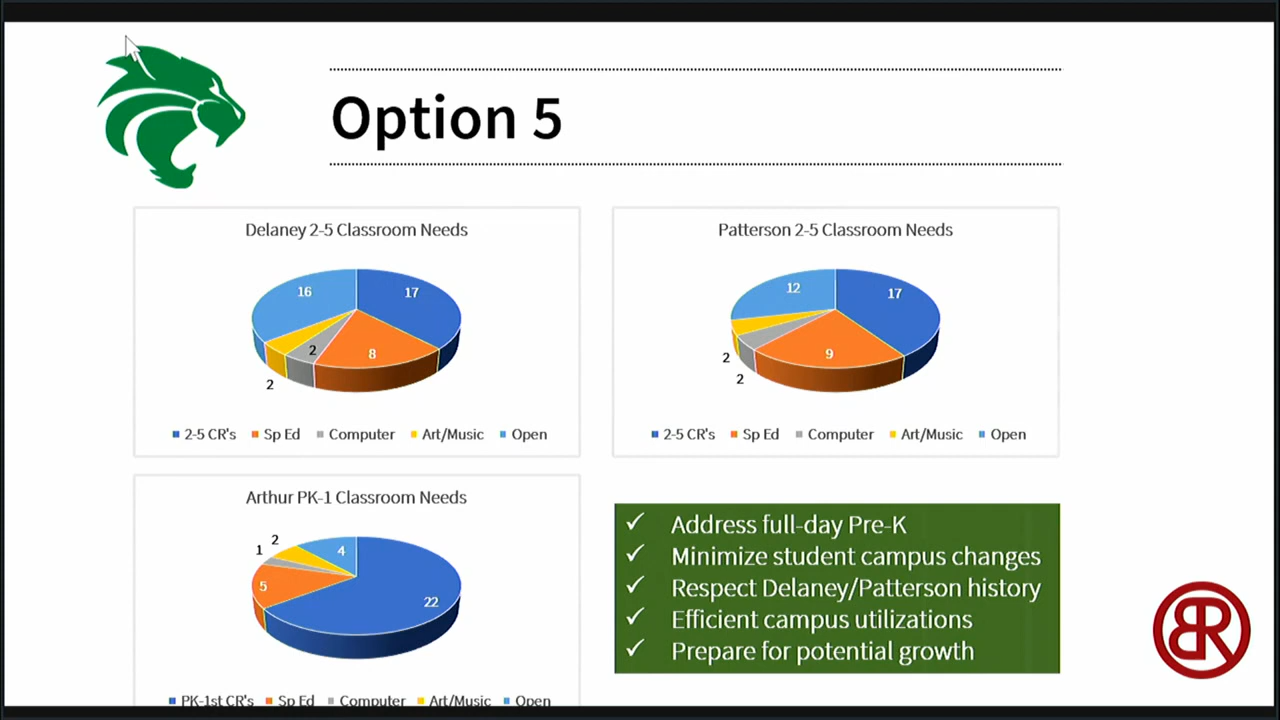 Option 5
Delaney 2-5 Classroom Needs
16
17
2
8
2
2-5 CR's Sp Ed Computer Art/Music Open
Patterson 2-5 Classroom Needs
12
17
2
9
2
2-5 CR's Sp Ed Computer Art/Music Open
Arthur PK-1 Classroom Needs
2
1
4
5
22
PK-1st CR's Sp Ed Computer Art/Music Open
✓ Address full-day Pre-K
✓ Minimize student campus changes
✓ Respect Delaney/Patterson history
✓ Efficient campus utilizations
✓ Prepare for potential growth
BR